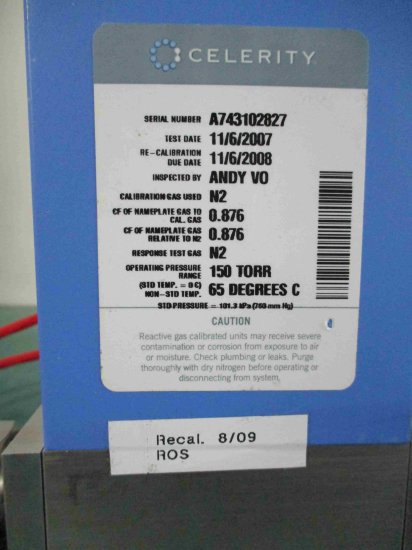 CELERITY
SERIAL NUMBER A743102827
TEST DATE 11/6/2007
RE-CALIBRATION DUE DATE 11/6/2008
INSPECTED BY ANDY VO
CALIBRATION GAS USED N2
CF OF NAMEPLATE GAS TO CAL. GAS 0.876
CF OF NAMEPLATE GAS RELATIVE TO N2 0.876
RESPONSE TEST GAS N2
OPERATING PRESSURE RANGE 150 TORR
(STD TEMP. = 0C) NON-STD TEMP. 65 DEGREES C
STD PRESSURE = 101.3 kPa (760 mm Hg)
CAUTION
Reactive gas calibrated units may receive severe
contamination or corrosion from exposure to air
or moisture. Check plumbing or leaks. Purge
thoroughly with dry nitrogen before operating or
disconnecting from system.
Recal. 8/09
ROS